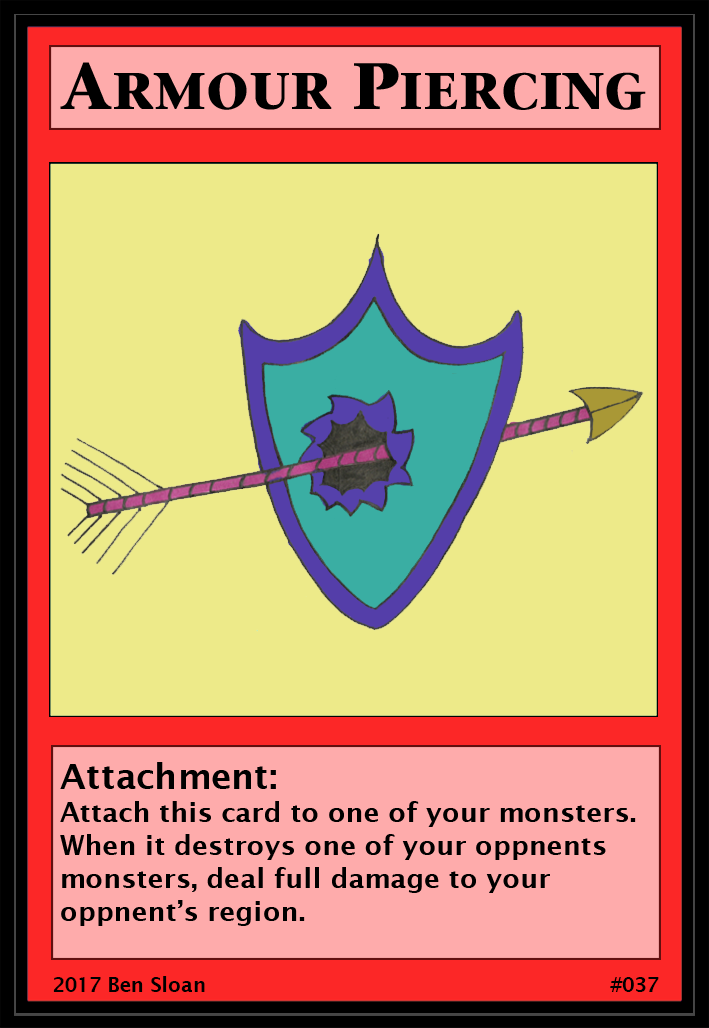 Armour Piercing
Attachment:
Attach this card to one of your monsters.
When it destroys one of your oppnents
monsters, deal full damage to your
oppnent’s region.
2017 Ben Sloan #037